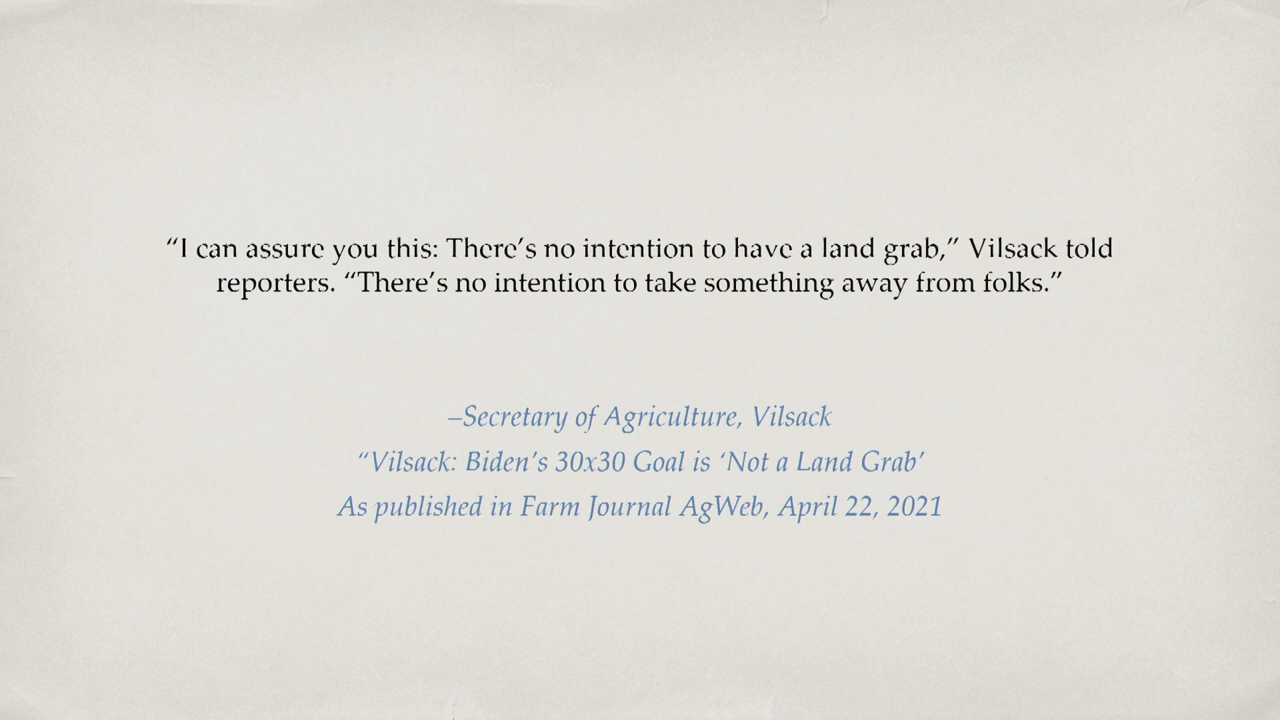 “I can assure you this: There’s no intention to have a land grab,” Vilsack told
reporters. “There’s no intention to take something away from folks.”
–Secretary of Agriculture, Vilsack
“Vilsack: Biden’s 30x30 Goal is ‘Not a Land Grab’
As published in Farm Journal AgWeb, April 22, 2021